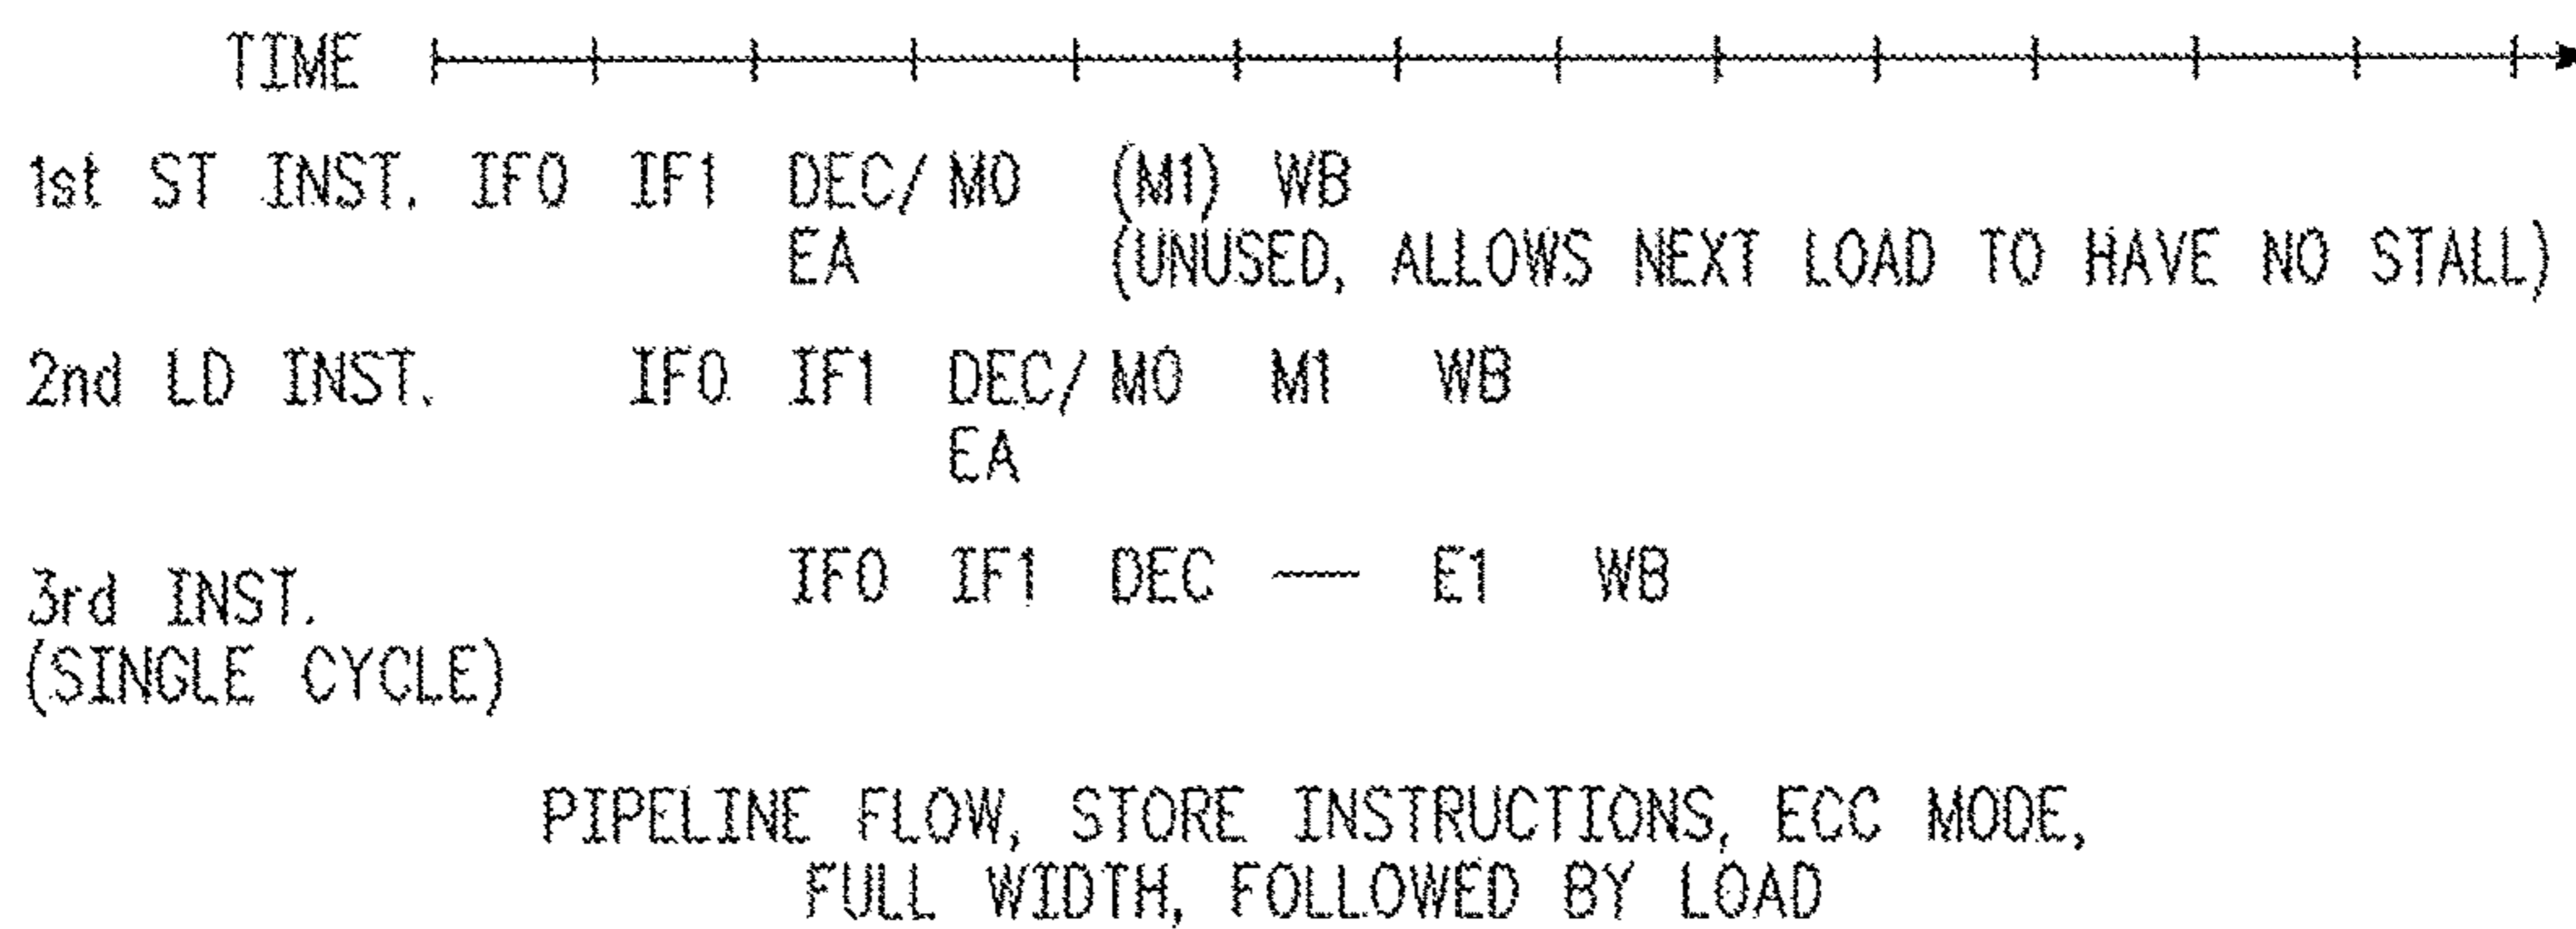 TIME
1st ST INST. IF0 IF1 DEC/ M0 (M1) WB
EA (UNUSED, ALLOWS NEXT LOAD TO HAVE NO STALL)
2nd LD INST. IF0 IF1 DEC/ M0 M1 WB
EA
IF0 IF1 DEC — E1 WB
3rd INST.
(SINGLE CYCLE)
PIPELINE FLOW, STORE INSTRUCTIONS, ECC MODE,
FULL WIDTH, FOLLOWED BY LOAD